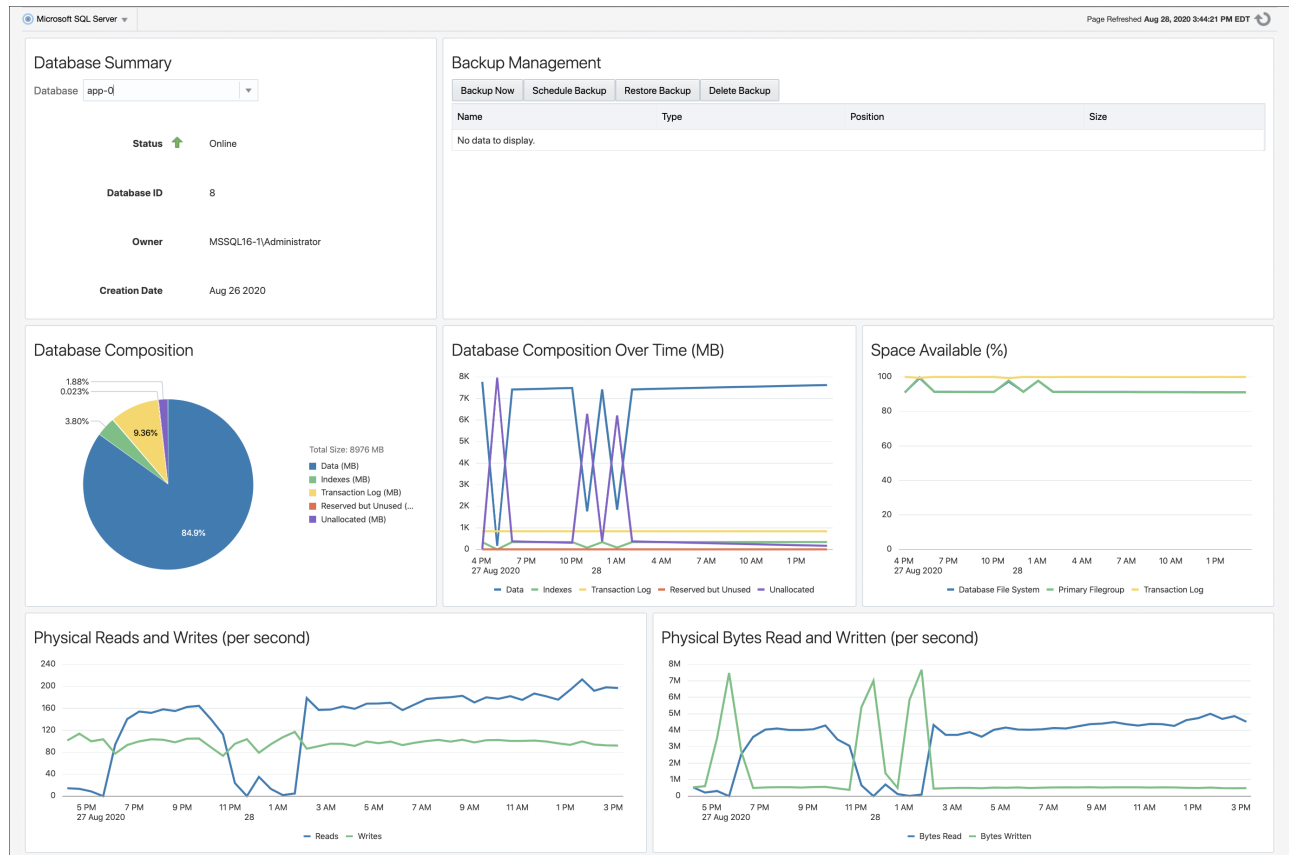 Microsoft SQL Server
Page Refreshed Aug 28, 2020 3:44:21 PM EDT
Database Summary
Database app-0
Status Online
Database ID 8
Owner MSSQL16-1\Administrator
Creation Date Aug 26 2020
Backup Management
Backup Now Schedule Backup Restore Backup Delete Backup
Name Type Position Size
No data to display.
Database Composition
1.88%
0.023%
3.80%
9.36%
84.9%
Total Size: 8976 MB
Data (MB)
Indexes (MB)
Transaction Log (MB)
Reserved but Unused (...
Unallocated (MB)
Database Composition Over Time (MB)
8K
7K
6K
5K
4K
3K
2K
1K
0
4 PM 7 PM 10 PM 1 AM 4 AM 7 AM 10 AM 1 PM
27 Aug 2020 28
Data Indexes Transaction Log Reserved but Unused Unallocated
Space Available (%)
100
80
60
40
20
0
4 PM 7 PM 10 PM 1 AM 4 AM 7 AM 10 AM 1 PM
27 Aug 2020 28
Database File System Primary Filegroup Transaction Log
Physical Reads and Writes (per second)
240
200
160
120
80
40
0
5 PM 7 PM 9 PM 11 PM 1 AM 3 AM 5 AM 7 AM 9 AM 11 AM 1 PM 3 PM
27 Aug 2020 28
Reads Writes
Physical Bytes Read and Written (per second)
8M
7M
6M
5M
4M
3M
2M
1M
0
5 PM 7 PM 9 PM 11 PM 1 AM 3 AM 5 AM 7 AM 9 AM 11 AM 1 PM 3 PM
27 Aug 2020 28
Bytes Read Bytes Written